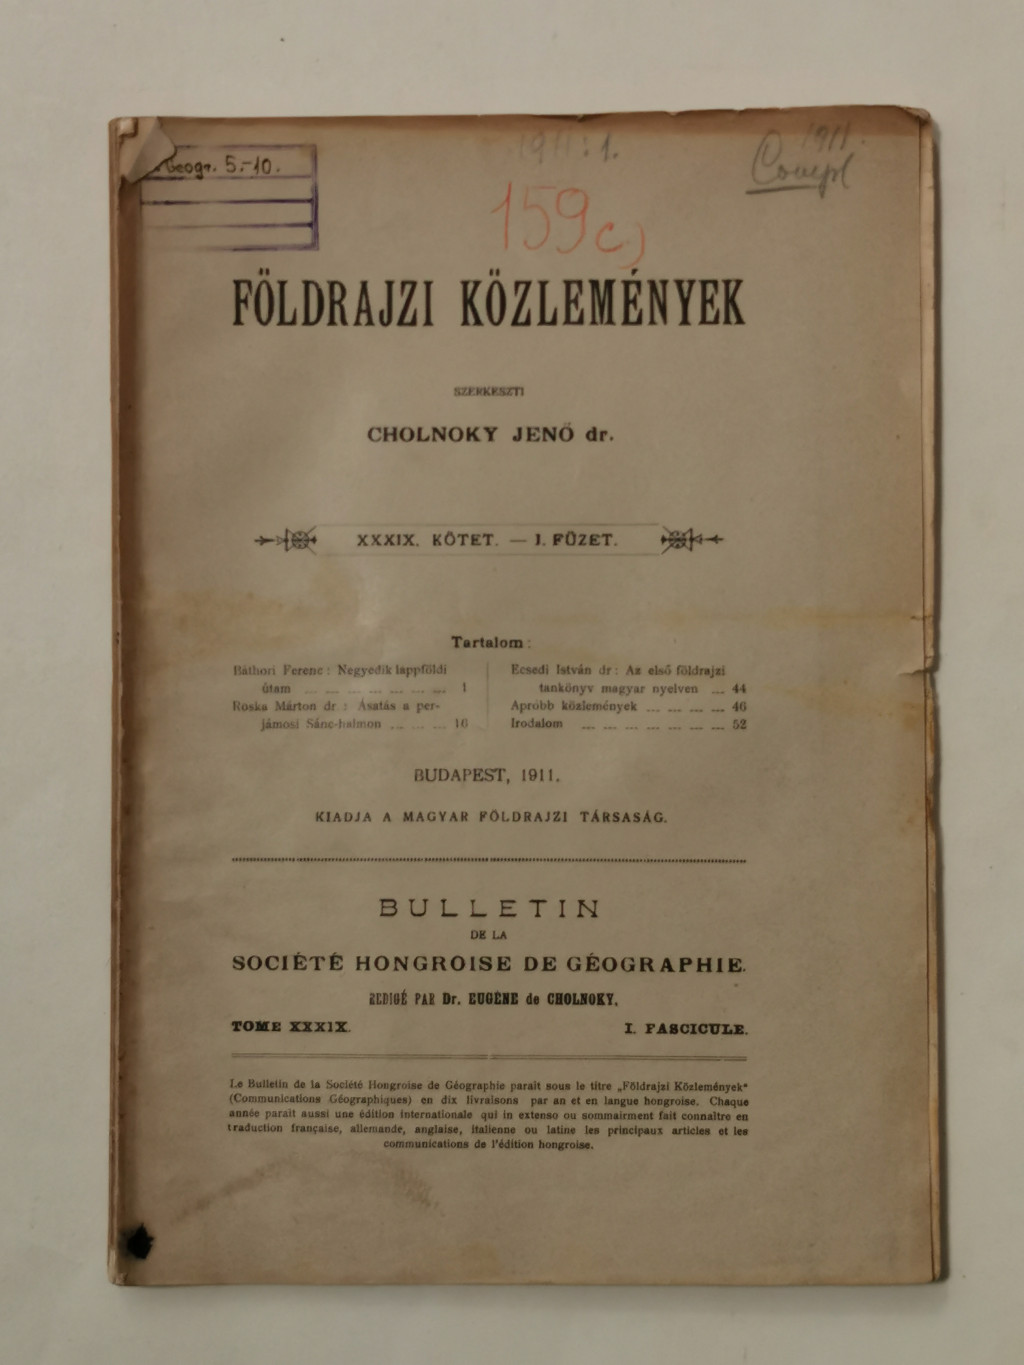 Geogr. 5.-10.
1911:1.
1911.
Compl
159c)
FÖLDRAJZI KÖZLEMÉNYEK
SZERKESZTI
CHOLNOKY JENŐ dr.
XXXIX. KÖTET. — I. FÜZET.
Tartalom:
Báthori Ferenc: Negyedik lappföldi
útam ... ... ... ... ... ... ... 1
Roska Márton dr.: Ásatás a per-
jámosi Sánc-halmon ... ... ... 16
Ecsedi István dr: Az első földrajzi
tankönyv magyar nyelven ... 44
Apróbb közlemények ... ... ... ... 46
Irodalom ... ... ... ... ... ... ... 52
BUDAPEST, 1911.
KIADJA A MAGYAR FÖLDRAJZI TÁRSASÁG.
BULLETIN
DE LA
SOCIÉTÉ HONGROISE DE GÉOGRAPHIE.
REDIGÉ PAR Dr. EUGÈNE de CHOLNOKY.
TOME XXXIX. I. FASCICULE.
Le Bulletin de la Société Hongroise de Géographie parait sous le titre „Földrajzi Közlemények"
(Communications Géographiques) en dix livraisons par an et en langue hongroise. Chaque
année parait aussi une édition internationale qui in extenso ou sommairment fait connaître en
traduction française, allemande, anglaise, italienne ou latine les principaux articles et les
communications de l'édition hongroise.